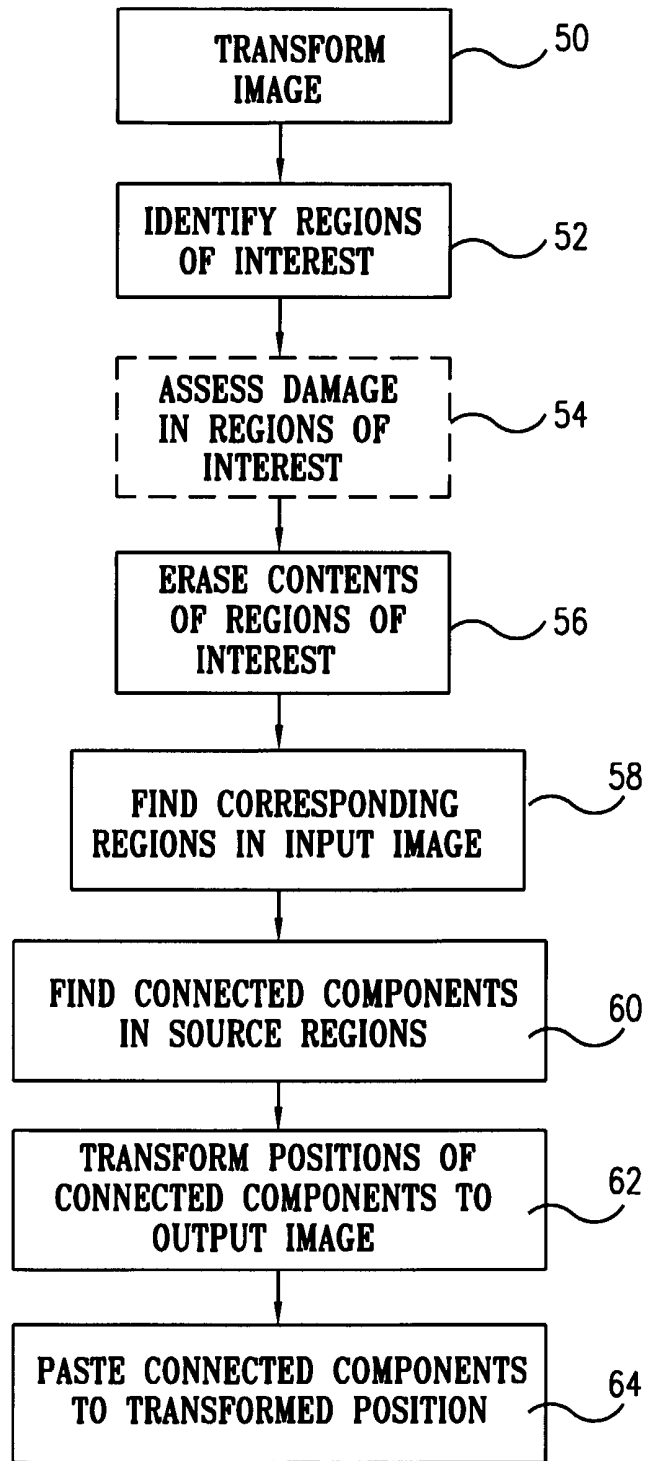 TRANSFORM
IMAGE
50
IDENTIFY REGIONS
OF INTEREST
52
ASSESS DAMAGE
IN REGIONS OF
INTEREST
54
ERASE CONTENTS
OF REGIONS OF
INTEREST
56
FIND CORRESPONDING
REGIONS IN INPUT IMAGE
58
FIND CONNECTED COMPONENTS
IN SOURCE REGIONS
60
TRANSFORM POSITIONS OF
CONNECTED COMPONENTS TO
OUTPUT IMAGE
62
PASTE CONNECTED COMPONENTS
TO TRANSFORMED POSITION
64